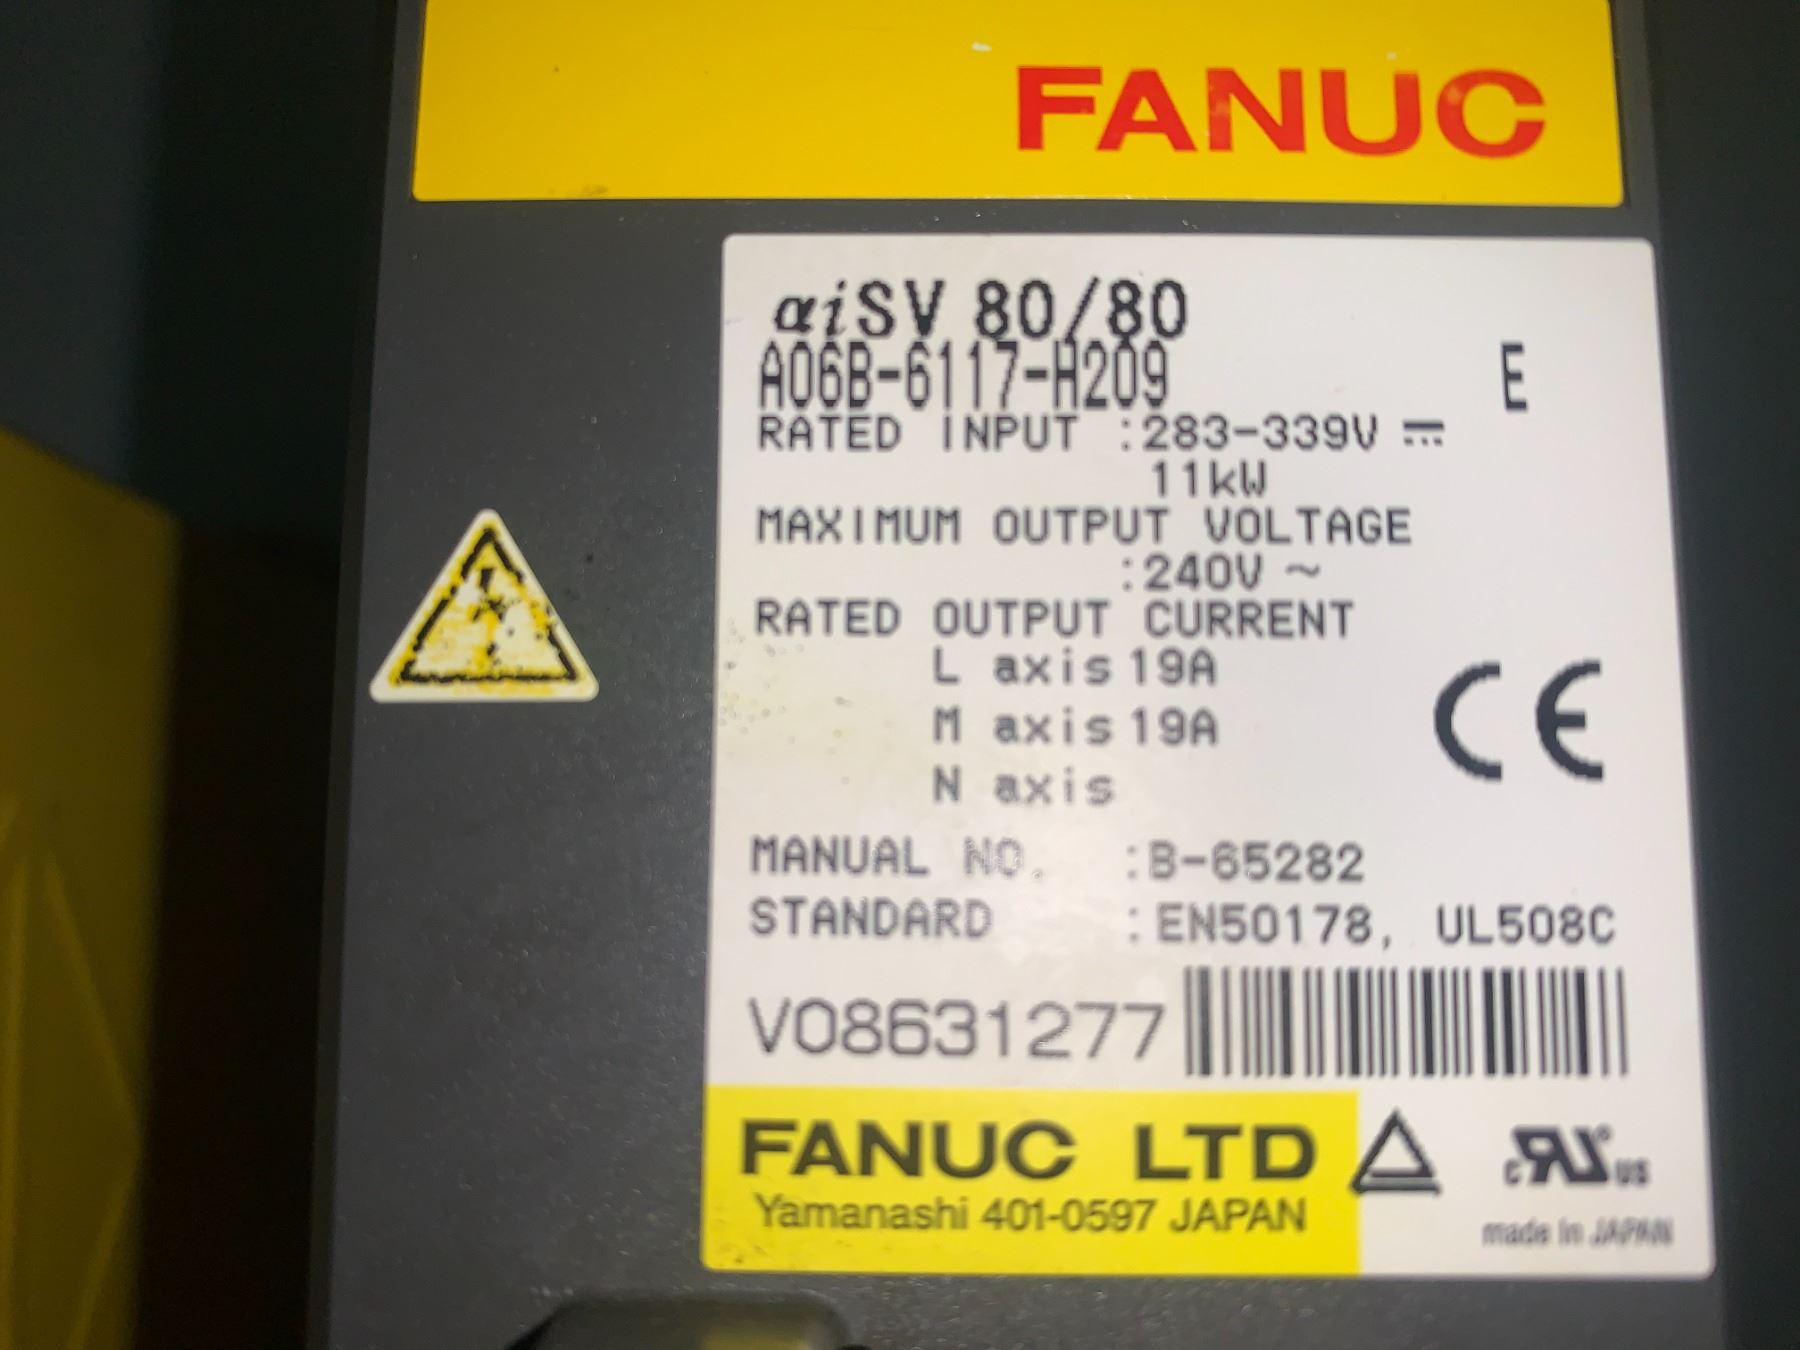 FANUC
αiSV 80/80
A06B-6117-H209 E
RATED INPUT :283-339V ⎓
11kW
MAXIMUM OUTPUT VOLTAGE
:240V ~
RATED OUTPUT CURRENT
L axis 19A
M axis 19A
N axis
CE
MANUAL NO. :B-65282
STANDARD :EN50178, UL508C
V08631277
FANUC LTD
Yamanashi 401-0597 JAPAN
c RU US
made in JAPAN